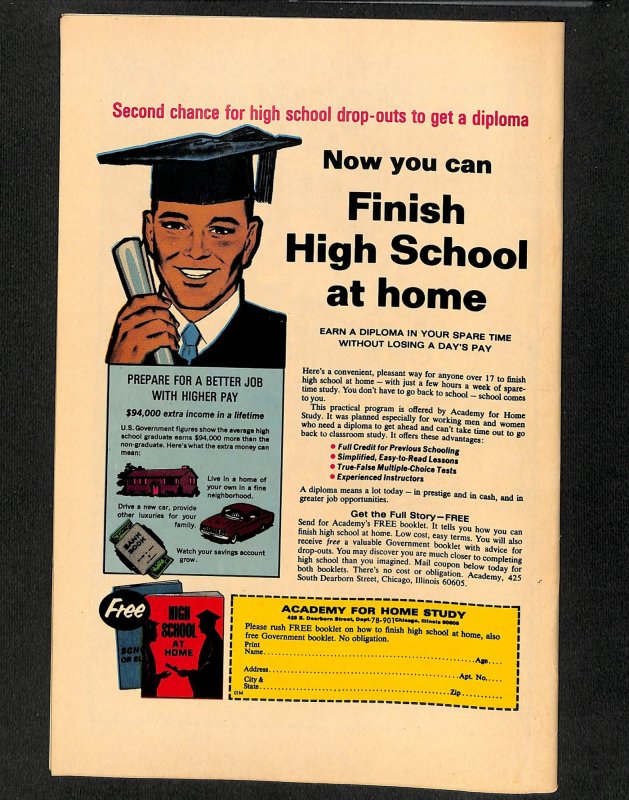 Second chance for high school drop-outs to get a diploma
Now you can
Finish
High School
at home
EARN A DIPLOMA IN YOUR SPARE TIME
WITHOUT LOSING A DAY'S PAY
PREPARE FOR A BETTER JOB
WITH HIGHER PAY
$94,000 extra income in a lifetime
U.S. Government figures show the average high
school graduate earns $94,000 more than the
non-graduate. Here's what the extra money can
mean:
Live in a home of
your own in a fine
neighborhood.
Drive a new car, provide
other luxuries for your
family.
BANK
BOOK
Watch your savings account
grow.
Here's a convenient, pleasant way for anyone over 17 to finish
high school at home – with just a few hours a week of spare-
time study. You don't have to go back to school – school comes
to you.
This practical program is offered by Academy for Home
Study. It was planned especially for working men and women
who need a diploma to get ahead and can't take time out to go
back to classroom study. It offers these advantages:
• Full Credit for Previous Schooling
• Simplified, Easy-to-Read Lessons
• True-False Multiple-Choice Tests
• Experienced Instructors
A diploma means a lot today – in prestige and in cash, and in
greater job opportunities.
Get the Full Story—FREE
Send for Academy's FREE booklet. It tells you how you can
finish high school at home. Low cost, easy terms. You will also
receive free a valuable Government booklet with advice for
drop-outs. You may discover you are much closer to completing
high school than you imagined. Mail coupon below today for
both booklets. There's no cost or obligation. Academy, 425
South Dearborn Street, Chicago, Illinois 60605.
Free
SCH
OR EL
HIGH
SCHOOL
AT
HOME
ACADEMY FOR HOME STUDY
425 S. Dearborn Street, Dept. 78-901 Chicago, Illinois 60605
Please rush FREE booklet on how to finish high school at home, also
free Government booklet. No obligation.
Print
Name Age
Address Apt. No.
City &
State Zip
01M